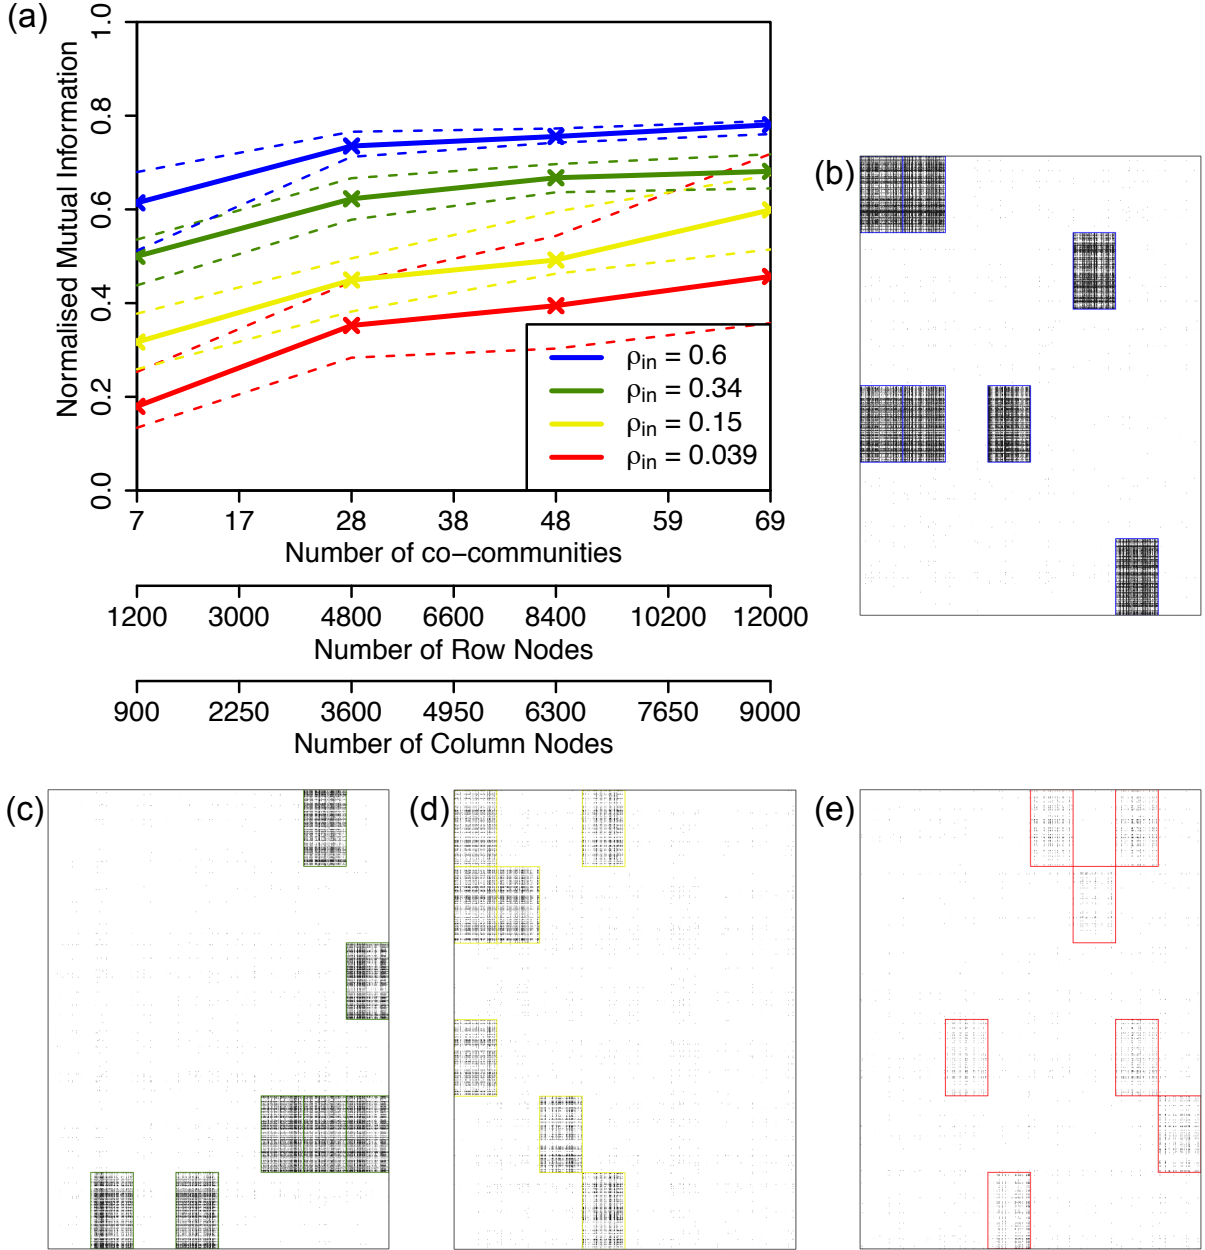 (a)
Normalised Mutual Information
1.0
0.8
0.6
0.4
0.2
0.0
ρin = 0.6
ρin = 0.34
ρin = 0.15
ρin = 0.039
7 17 28 38 48 59 69
Number of co−communities
1200 3000 4800 6600 8400 10200 12000
Number of Row Nodes
900 2250 3600 4950 6300 7650 9000
Number of Column Nodes
(b)
(c)
(d)
(e)